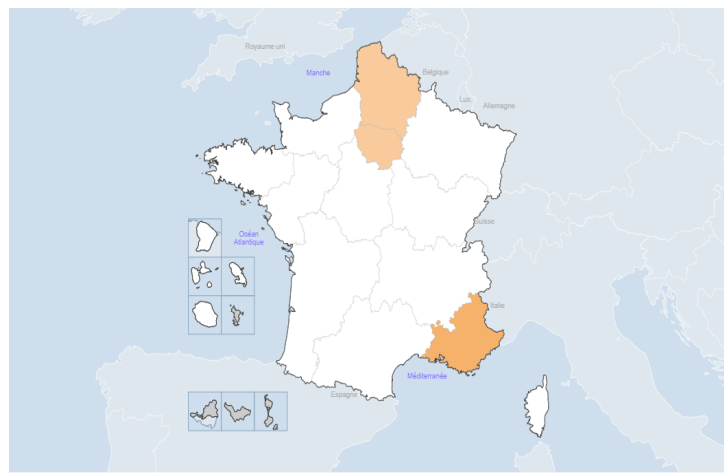 Royaume uni
Manche
Belgique
Lux.
Allemagne
Suisse
Océan
Atlantique
Italie
Méditerranée
Espagne